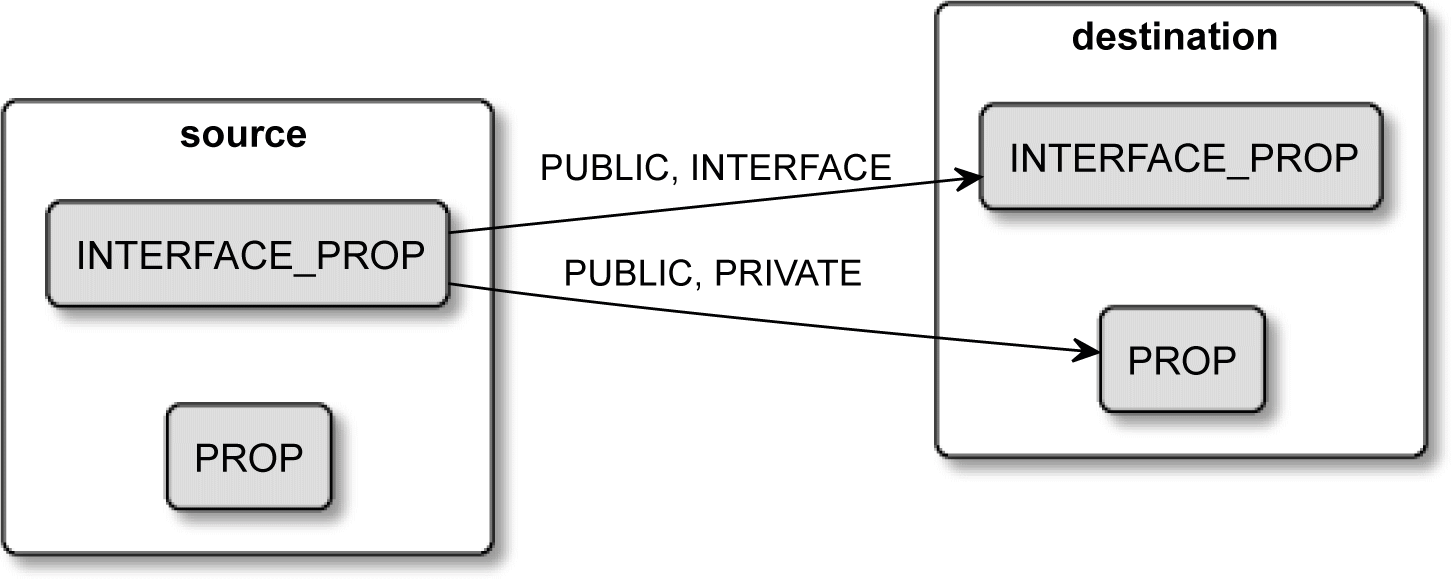 source
INTERFACE_PROP
PROP
PUBLIC, INTERFACE
PUBLIC, PRIVATE
destination
INTERFACE_PROP
PROP